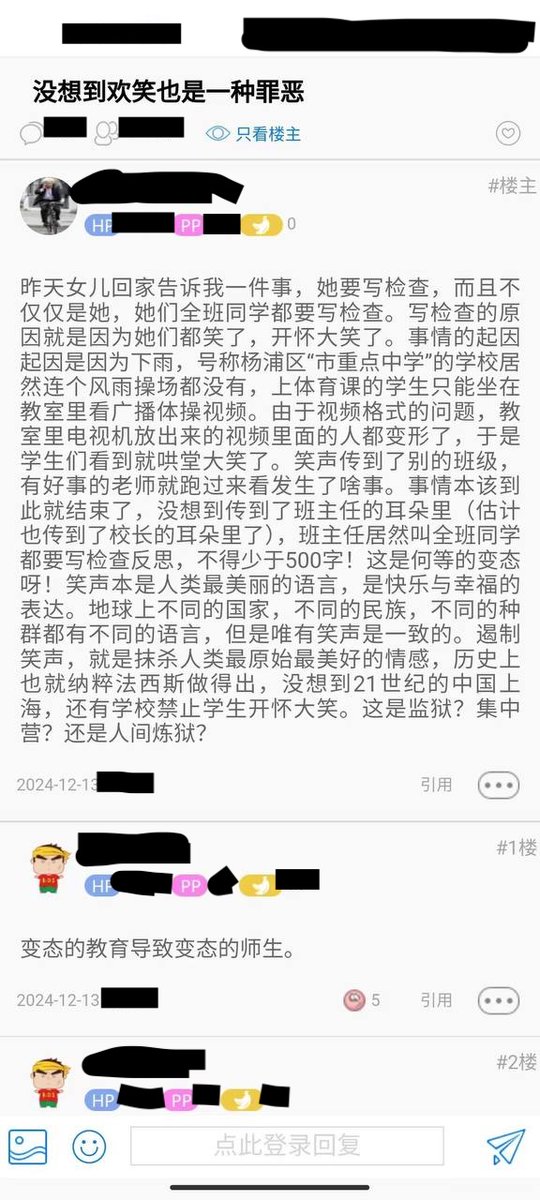 没想到欢笑也是一种罪恶
只看楼主
#楼主
HP
PP
0
昨天女儿回家告诉我一件事，她要写检查，而且不
仅仅是她，她们全班同学都要写检查。写检查的原
因就是因为她们都笑了，开怀大笑了。事情的起因
起因是因为下雨，号称杨浦区“市重点中学”的学校居
然连个风雨操场都没有，上体育课的学生只能坐在
教室里看广播体操视频。由于视频格式的问题，教
室里电视机放出来的视频里面的人都变形了，于是
学生们看到就哄堂大笑了。笑声传到了别的班级，
有好事的老师就跑过来看发生了啥事。事情本该到
此就结束了，没想到传到了班主任的耳朵里（估计
也传到了校长的耳朵里了），班主任居然叫全班同学
都要写检查反思，不得少于500字！这是何等的变态
呀！笑声本是人类最美丽的语言，是快乐与幸福的
表达。地球上不同的国家，不同的民族，不同的种
群都有不同的语言，但是唯有笑声是一致的。遏制
笑声，就是抹杀人类最原始最美好的情感，历史上
也就纳粹法西斯做得出，没想到21世纪的中国上
海，还有学校禁止学生开怀大笑。这是监狱？集中
营？还是人间炼狱？
2024-12-13
引用
#1楼
HP
PP
变态的教育导致变态的师生。
2024-12-13
5
引用
#2楼
HP
PP
点此登录回复